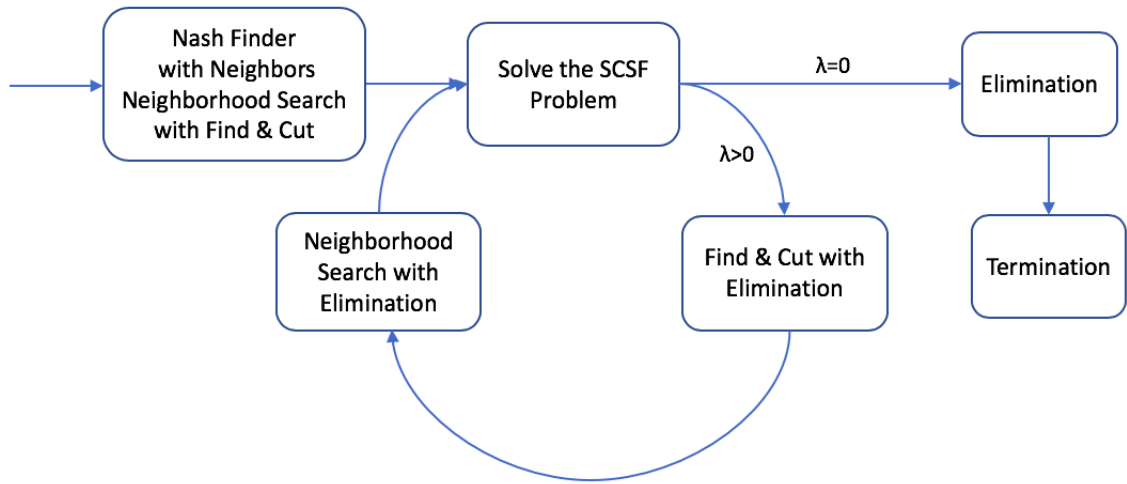 Nash Finder
with Neighbors
Neighborhood Search
with Find & Cut
Solve the SCSF
Problem
λ=0
Elimination
λ>0
Neighborhood
Search with
Elimination
Find & Cut with
Elimination
Termination